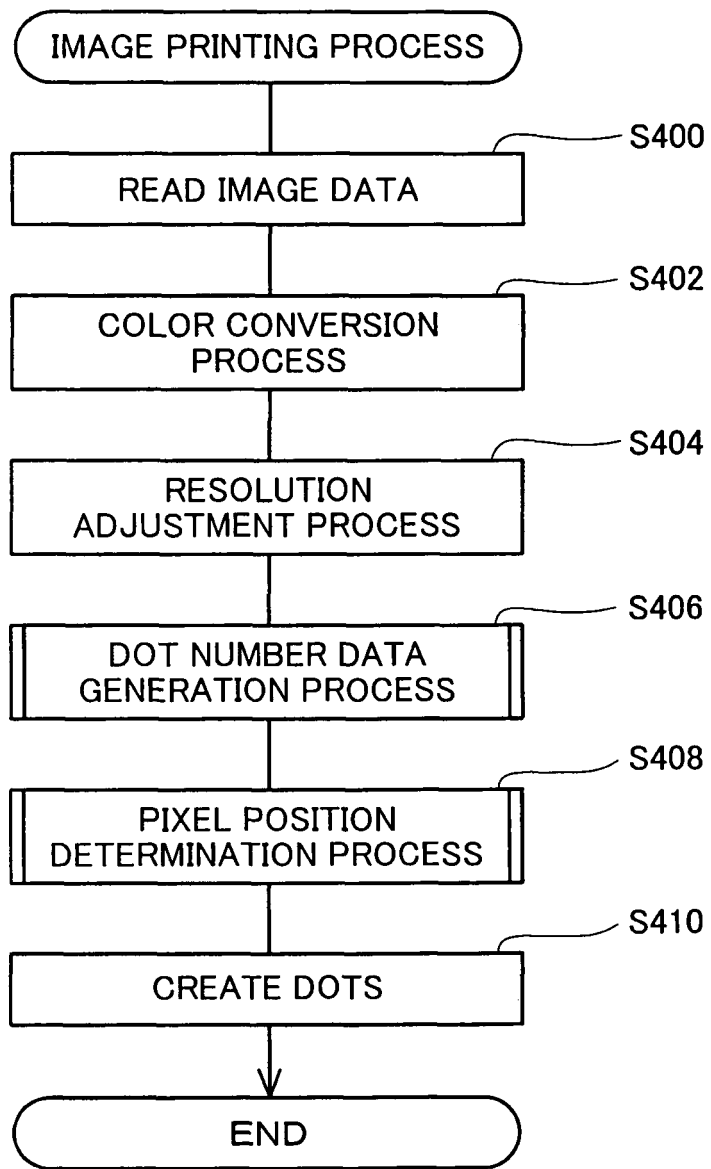 IMAGE PRINTING PROCESS
S400
READ IMAGE DATA
S402
COLOR CONVERSION
PROCESS
S404
RESOLUTION
ADJUSTMENT PROCESS
S406
DOT NUMBER DATA
GENERATION PROCESS
S408
PIXEL POSITION
DETERMINATION PROCESS
S410
CREATE DOTS
END